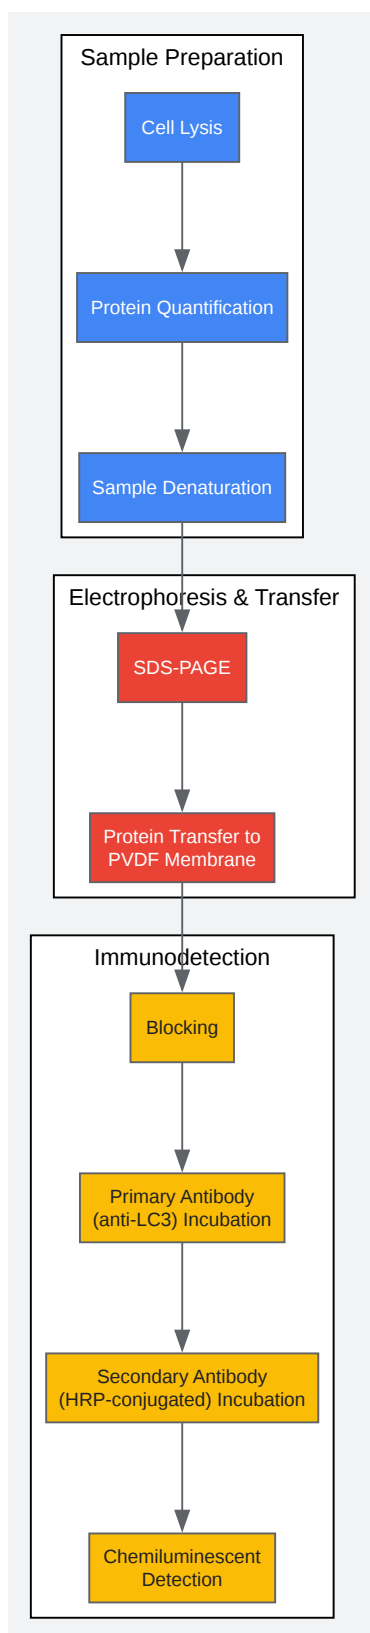 Sample Preparation
Cell Lysis
Protein Quantification
Sample Denaturation
Electrophoresis & Transfer
SDS-PAGE
Protein Transfer to
PVDF Membrane
Immunodetection
Blocking
Primary Antibody
(anti-LC3) Incubation
Secondary Antibody
(HRP-conjugated) Incubation
Chemiluminescent
Detection